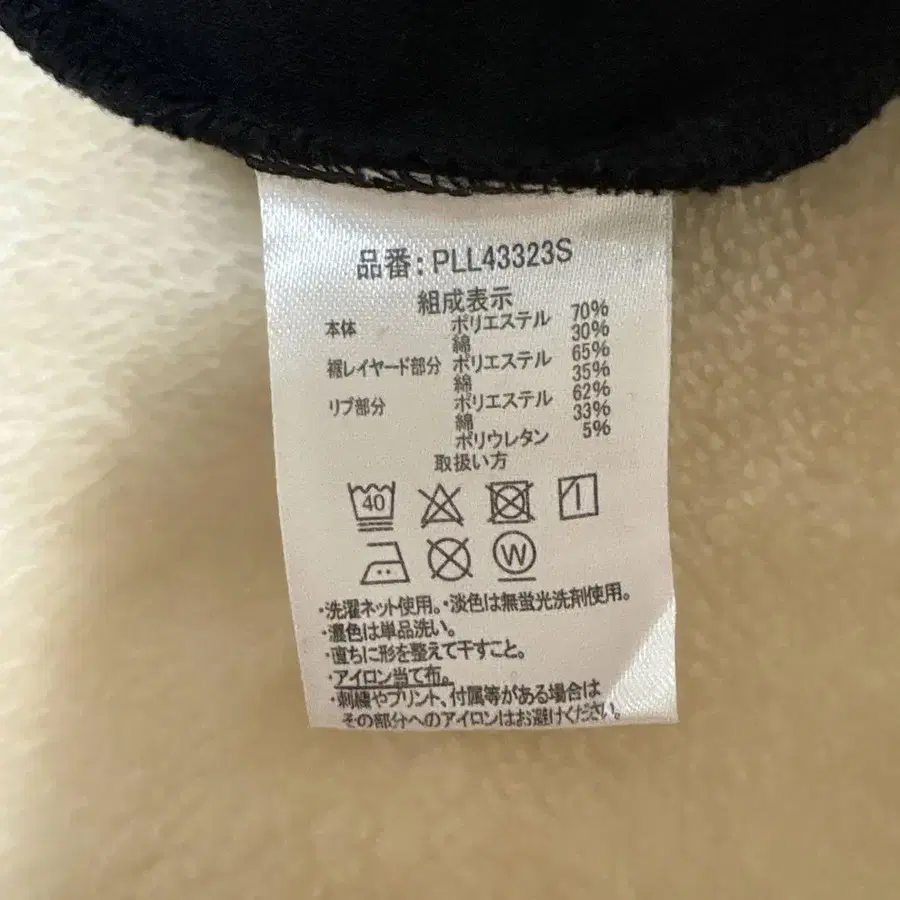 品番：PLL43323S
組成表示
本体 ポリエステル 70%
綿 30%
裾レイヤード部分 ポリエステル 65%
綿 35%
リブ部分 ポリエステル 62%
綿 33%
ポリウレタン 5%
取扱い方
40
W
・洗濯ネット使用。・淡色は無蛍光洗剤使用。
・濃色は単品洗い。
・直ちに形を整えて干すこと。
・アイロン当て布。
・刺繍やプリント、付属等がある場合は
その部分へのアイロンはお避けください。